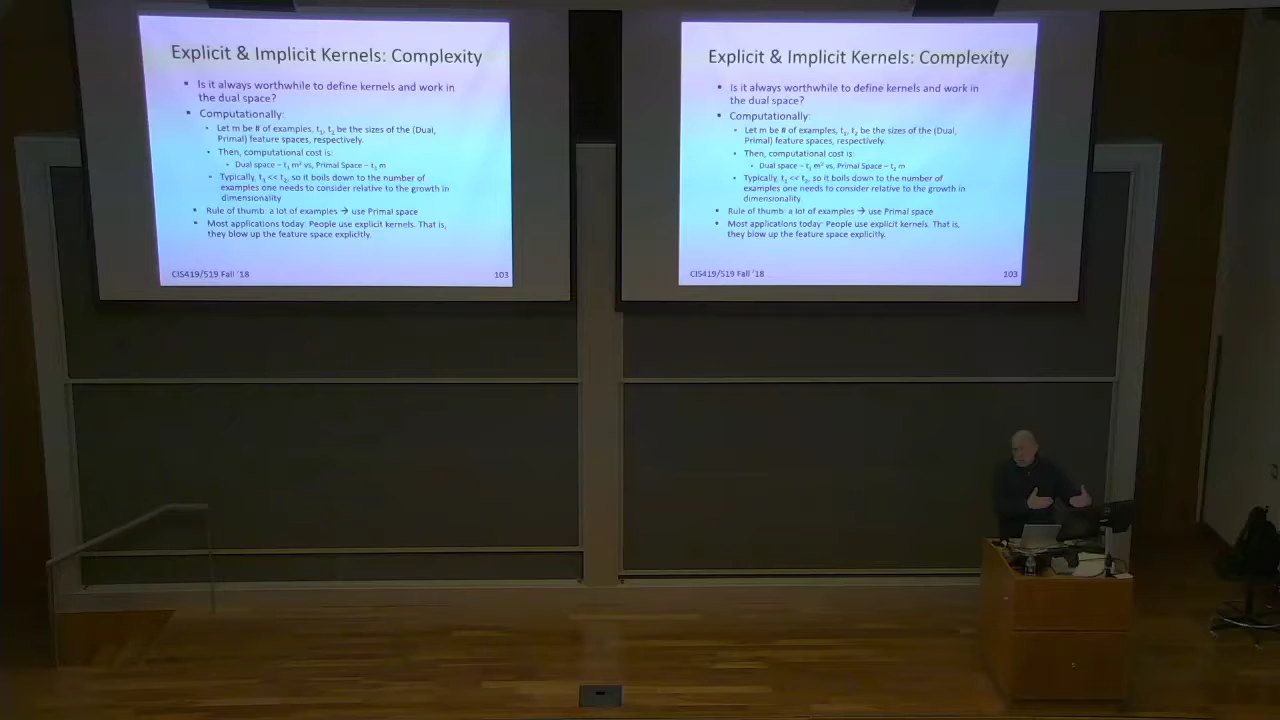 Explicit & Implicit Kernels: Complexity
▪ Is it always worthwhile to define kernels and work in
the dual space?
▪ Computationally:
▪ Let m be # of examples, t₁, t₂ be the sizes of the (Dual,
Primal) feature spaces, respectively.
▪ Then, computational cost is:
▪ Dual space – t₁ m² vs, Primal Space – t₂ m
▪ Typically, t₁ << t₂, so it boils down to the number of
examples one needs to consider relative to the growth in
dimensionality
▪ Rule of thumb: a lot of examples → use Primal space
▪ Most applications today: People use explicit kernels. That is,
they blow up the feature space explicitly.
CIS419/519 Fall '18
103
Explicit & Implicit Kernels: Complexity
▪ Is it always worthwhile to define kernels and work in
the dual space?
▪ Computationally:
▪ Let m be # of examples, t₁, t₂ be the sizes of the (Dual,
Primal) feature spaces, respectively.
▪ Then, computational cost is:
▪ Dual space – t₁ m² vs, Primal Space – t₂ m
▪ Typically, t₁ << t₂, so it boils down to the number of
examples one needs to consider relative to the growth in
dimensionality
▪ Rule of thumb: a lot of examples → use Primal space
▪ Most applications today: People use explicit kernels. That is,
they blow up the feature space explicitly.
CIS419/519 Fall '18
103